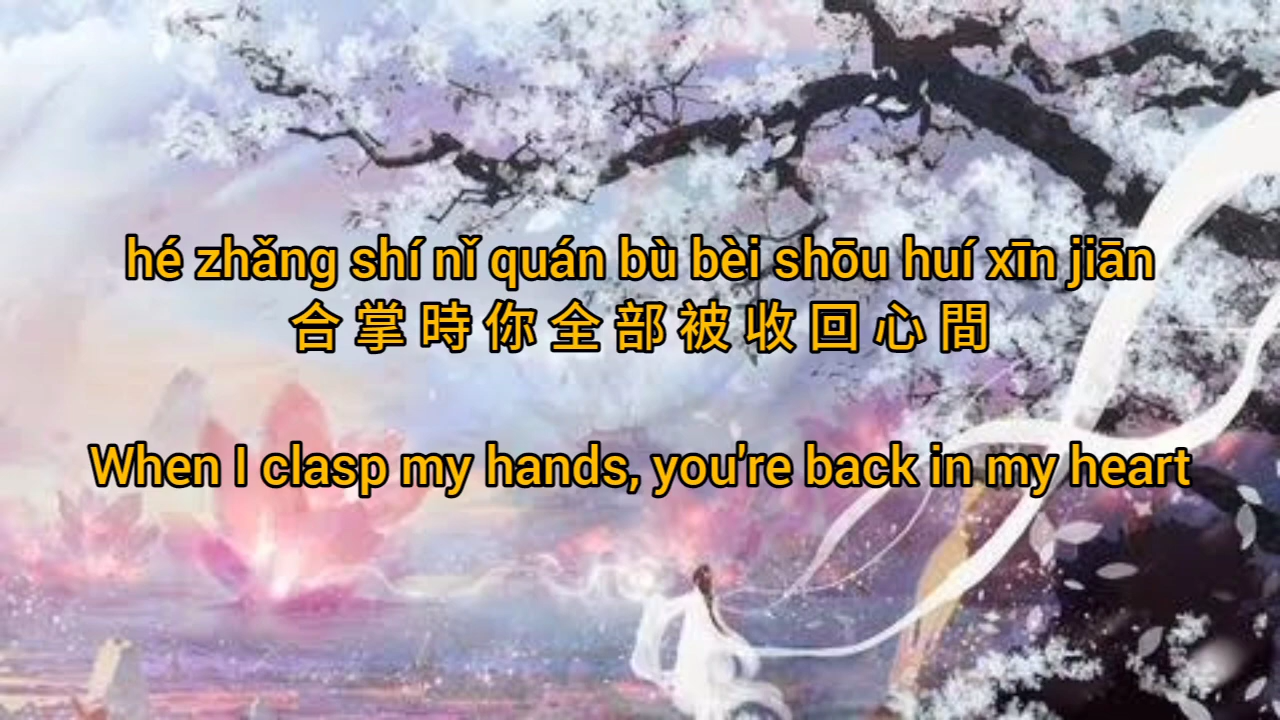 hé zhǎng shí nǐ quán bù bèi shōu huí xīn jiān
合掌時你全部被收回心間
When I clasp my hands, you're back in my heart